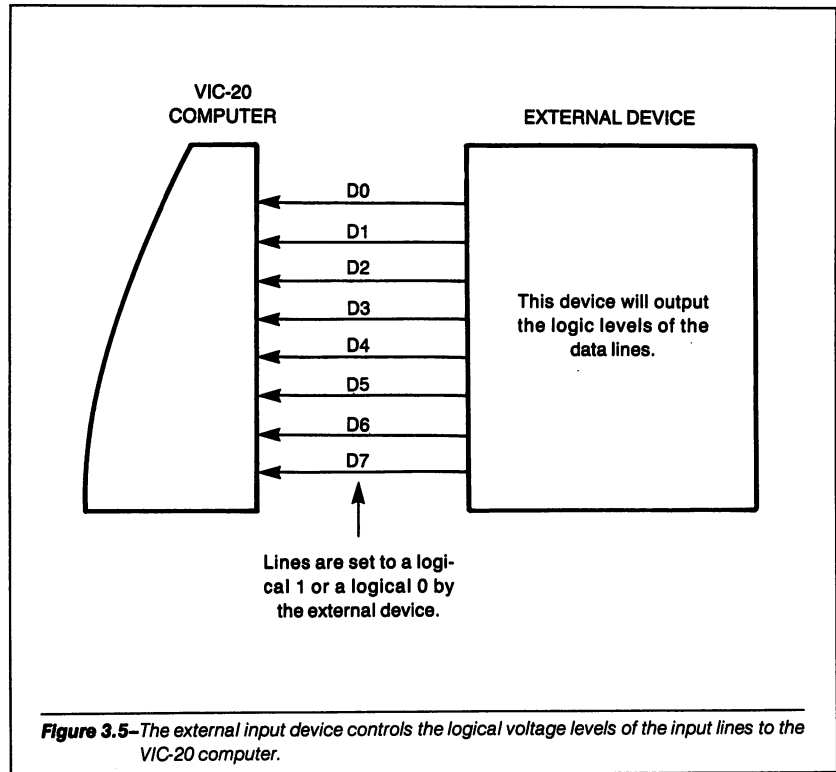 VIC-20
COMPUTER
EXTERNAL DEVICE
D0
D1
D2
D3
D4
D5
D6
D7
This device will output
the logic levels of the
data lines.
Lines are set to a logi-
cal 1 or a logical 0 by
the external device.
Figure 3.5–The external input device controls the logical voltage levels of the input lines to the
VIC-20 computer.